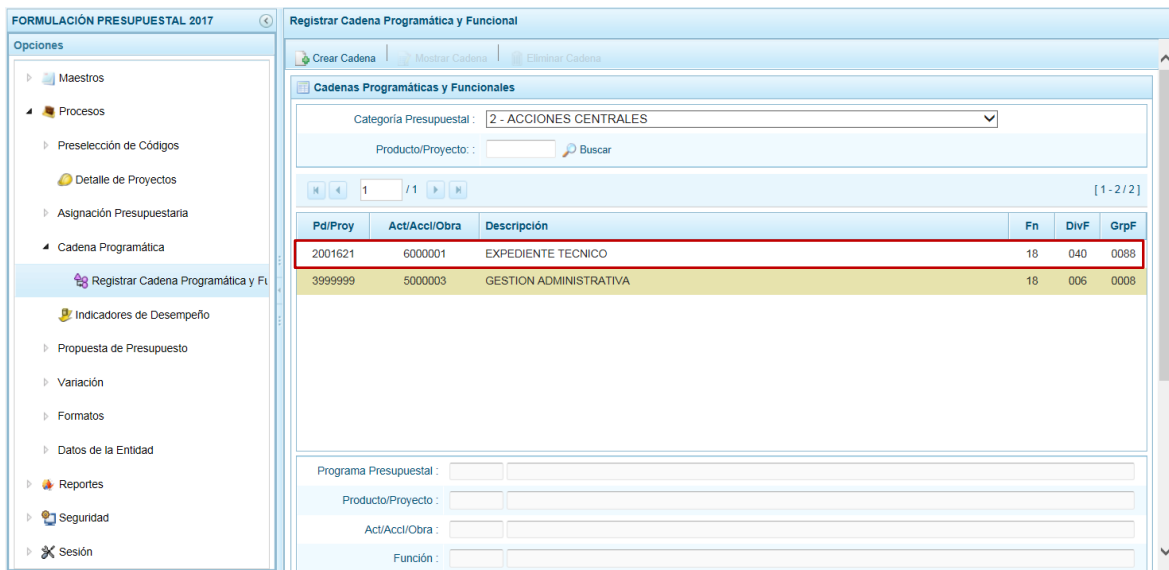 FORMULACIÓN PRESUPUESTAL 2017
Opciones
Maestros
Procesos
Preselección de Códigos
Detalle de Proyectos
Asignación Presupuestaria
Cadena Programática
Registrar Cadena Programática y Fu
Indicadores de Desempeño
Propuesta de Presupuesto
Variación
Formatos
Datos de la Entidad
Reportes
Seguridad
Sesión
Registrar Cadena Programática y Funcional
Crear Cadena Mostrar Cadena Eliminar Cadena
Cadenas Programáticas y Funcionales
Categoría Presupuestal : 2 - ACCIONES CENTRALES
Producto/Proyecto: : Buscar
1 / 1 [ 1 - 2 / 2 ]
Pd/Proy Act/AccI/Obra Descripción Fn DivF GrpF
2001621 6000001 EXPEDIENTE TECNICO 18 040 0088
3999999 5000003 GESTION ADMINISTRATIVA 18 006 0008
Programa Presupuestal :
Producto/Proyecto :
Act/AccI/Obra :
Función :